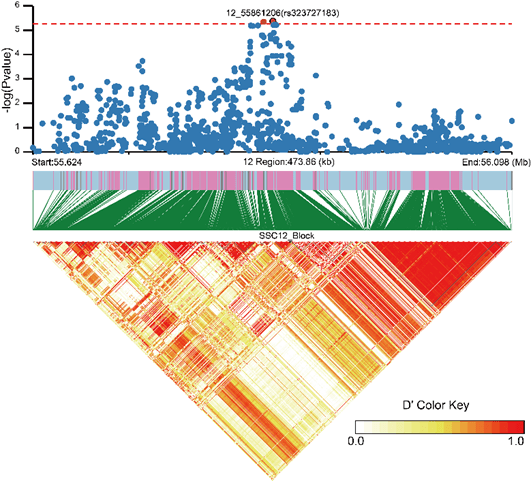 12_55861206(rs323727183)
6
5
4
3
2
1
0
-log(Pvalue)
Start:55.624 12 Region:473.86 (kb) End:56.098 (Mb)
SSC12_Block
D' Color Key
0.0 1.0